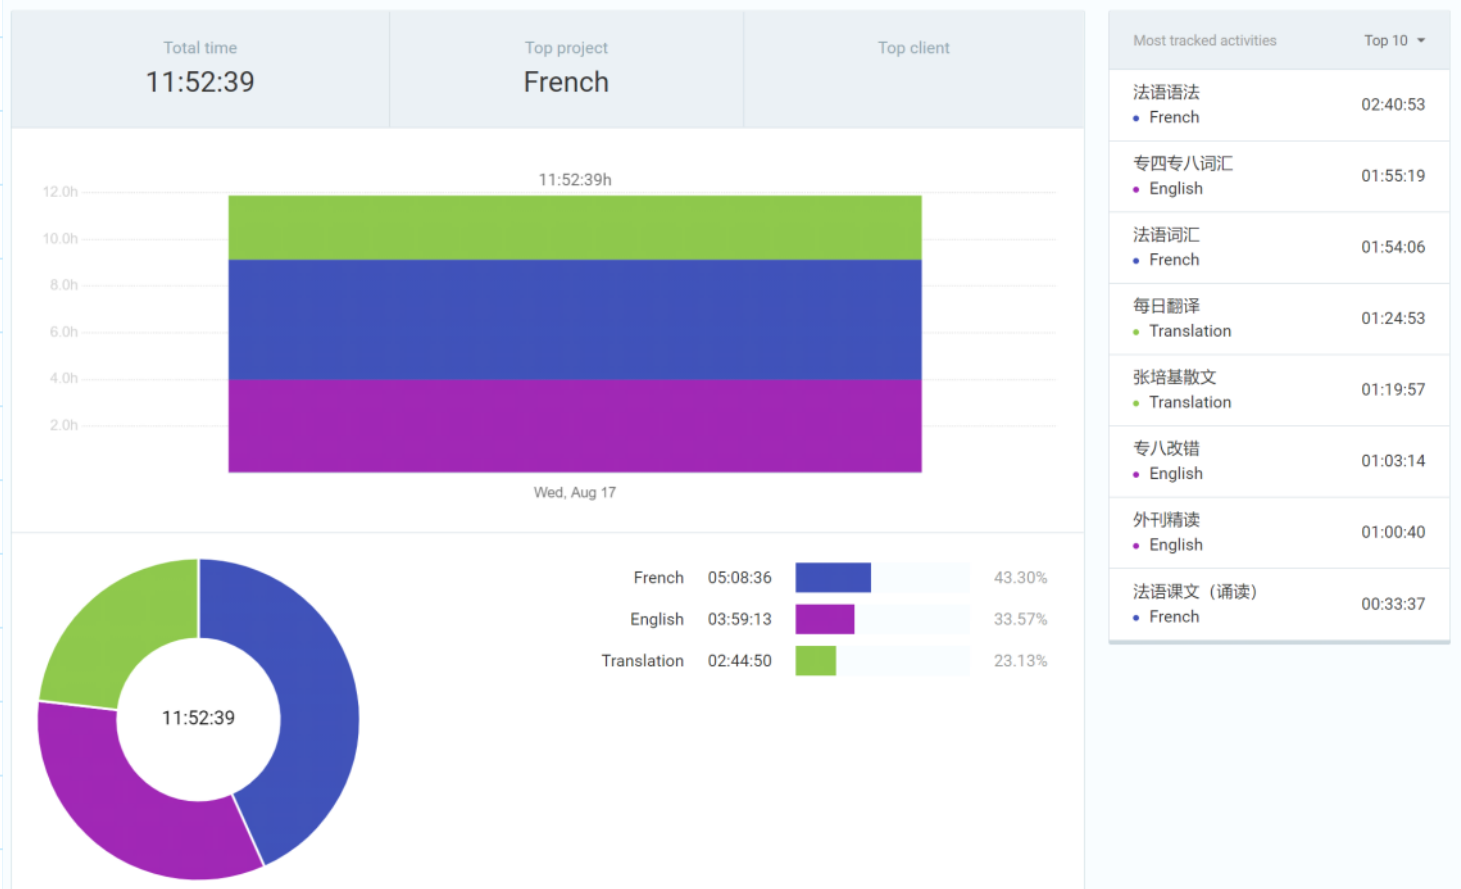 Total time
11:52:39
Top project
French
Top client
11:52:39h
12.0h
10.0h
8.0h
6.0h
4.0h
2.0h
Wed, Aug 17
11:52:39
French 05:08:36 43.30%
English 03:59:13 33.57%
Translation 02:44:50 23.13%
Most tracked activities Top 10
法语语法
French
02:40:53
专四专八词汇
English
01:55:19
法语词汇
French
01:54:06
每日翻译
Translation
01:24:53
张培基散文
Translation
01:19:57
专八改错
English
01:03:14
外刊精读
English
01:00:40
法语课文（诵读）
French
00:33:37